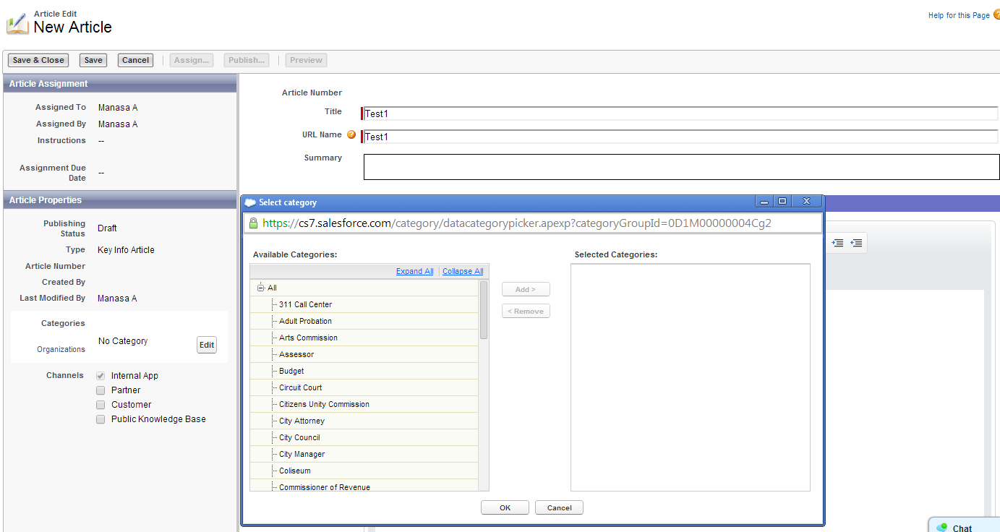 Article Edit
New Article
Help for this Page
Save & Close Save Cancel Assign... Publish... Preview
Article Assignment
Assigned To Manasa A
Assigned By Manasa A
Instructions --
Assignment Due
Date --
Article Properties
Publishing
Status Draft
Type Key Info Article
Article Number
Created By
Last Modified By Manasa A
Categories
Organizations No Category Edit
Channels Internal App
Partner
Customer
Public Knowledge Base
Article Number
Title Test1
URL Name Test1
Summary
Select category
https://cs7.salesforce.com/category/datacategorypicker.apexp?categoryGroupId=0D1M00000004Cg2
Available Categories:
Expand All Collapse All
All
311 Call Center
Adult Probation
Arts Commission
Assessor
Budget
Circuit Court
Citizens Unity Commission
City Attorney
City Council
City Manager
Coliseum
Commissioner of Revenue
Add >
< Remove
Selected Categories:
OK Cancel
Chat